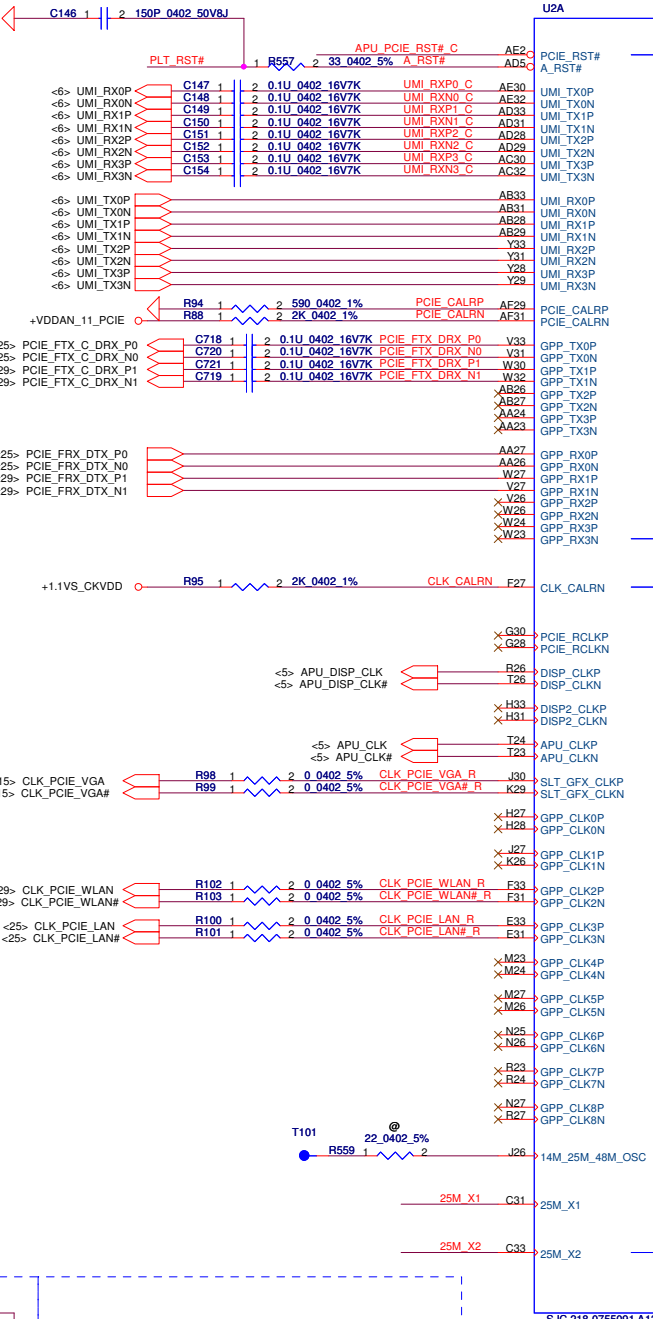 U2A
C146 1 2 150P_0402_50V8J
APU_PCIE_RST#_C AE2 PCIE_RST#
PLT_RST# 1 R557 2 33_0402_5% A_RST# AD5 A_RST#
<6> UMI_RX0P C147 1 2 0.1U_0402_16V7K UMI_RXP0_C AE30 UMI_TX0P
<6> UMI_RX0N C148 1 2 0.1U_0402_16V7K UMI_RXN0_C AE32 UMI_TX0N
<6> UMI_RX1P C149 1 2 0.1U_0402_16V7K UMI_RXP1_C AD33 UMI_TX1P
<6> UMI_RX1N C150 1 2 0.1U_0402_16V7K UMI_RXN1_C AD31 UMI_TX1N
<6> UMI_RX2P C151 1 2 0.1U_0402_16V7K UMI_RXP2_C AD28 UMI_TX2P
<6> UMI_RX2N C152 1 2 0.1U_0402_16V7K UMI_RXN2_C AD29 UMI_TX2N
<6> UMI_RX3P C153 1 2 0.1U_0402_16V7K UMI_RXP3_C AC30 UMI_TX3P
<6> UMI_RX3N C154 1 2 0.1U_0402_16V7K UMI_RXN3_C AC32 UMI_TX3N
<6> UMI_TX0P AB33 UMI_RX0P
<6> UMI_TX0N AB31 UMI_RX0N
<6> UMI_TX1P AB28 UMI_RX1P
<6> UMI_TX1N AB29 UMI_RX1N
<6> UMI_TX2P Y33 UMI_RX2P
<6> UMI_TX2N Y31 UMI_RX2N
<6> UMI_TX3P Y28 UMI_RX3P
<6> UMI_TX3N Y29 UMI_RX3N
R94 1 2 590_0402_1% PCIE_CALRP AF29 PCIE_CALRP
+VDDAN_11_PCIE R88 1 2 2K_0402_1% PCIE_CALRN AF31 PCIE_CALRN
25> PCIE_FTX_C_DRX_P0 C718 1 2 0.1U_0402_16V7K PCIE_FTX_DRX_P0 V33 GPP_TX0P
25> PCIE_FTX_C_DRX_N0 C720 1 2 0.1U_0402_16V7K PCIE_FTX_DRX_N0 V31 GPP_TX0N
29> PCIE_FTX_C_DRX_P1 C721 1 2 0.1U_0402_16V7K PCIE_FTX_DRX_P1 W30 GPP_TX1P
29> PCIE_FTX_C_DRX_N1 C719 1 2 0.1U_0402_16V7K PCIE_FTX_DRX_N1 W32 GPP_TX1N
AB26 GPP_TX2P
AB27 GPP_TX2N
AA24 GPP_TX3P
AA23 GPP_TX3N
25> PCIE_FRX_DTX_P0 AA27 GPP_RX0P
25> PCIE_FRX_DTX_N0 AA26 GPP_RX0N
29> PCIE_FRX_DTX_P1 W27 GPP_RX1P
29> PCIE_FRX_DTX_N1 V27 GPP_RX1N
V26 GPP_RX2P
W26 GPP_RX2N
W24 GPP_RX3P
W23 GPP_RX3N
+1.1VS_CKVDD R95 1 2 2K_0402_1% CLK_CALRN F27 CLK_CALRN
G30 PCIE_RCLKP
G28 PCIE_RCLKN
<5> APU_DISP_CLK R26 DISP_CLKP
<5> APU_DISP_CLK# T26 DISP_CLKN
H33 DISP2_CLKP
H31 DISP2_CLKN
<5> APU_CLK T24 APU_CLKP
<5> APU_CLK# T23 APU_CLKN
15> CLK_PCIE_VGA R98 1 2 0_0402_5% CLK_PCIE_VGA_R J30 SLT_GFX_CLKP
5> CLK_PCIE_VGA# R99 1 2 0_0402_5% CLK_PCIE_VGA#_R K29 SLT_GFX_CLKN
H27 GPP_CLK0P
H28 GPP_CLK0N
J27 GPP_CLK1P
K26 GPP_CLK1N
29> CLK_PCIE_WLAN R102 1 2 0_0402_5% CLK_PCIE_WLAN_R F33 GPP_CLK2P
29> CLK_PCIE_WLAN# R103 1 2 0_0402_5% CLK_PCIE_WLAN#_R F31 GPP_CLK2N
<25> CLK_PCIE_LAN R100 1 2 0_0402_5% CLK_PCIE_LAN_R E33 GPP_CLK3P
<25> CLK_PCIE_LAN# R101 1 2 0_0402_5% CLK_PCIE_LAN#_R E31 GPP_CLK3N
M23 GPP_CLK4P
M24 GPP_CLK4N
M27 GPP_CLK5P
M26 GPP_CLK5N
N25 GPP_CLK6P
N26 GPP_CLK6N
R23 GPP_CLK7P
R24 GPP_CLK7N
N27 GPP_CLK8P
R27 GPP_CLK8N
@
T101 22_0402_5%
R559 1 2 J26 14M_25M_48M_OSC
25M_X1 C31 25M_X1
25M_X2 C33 25M_X2